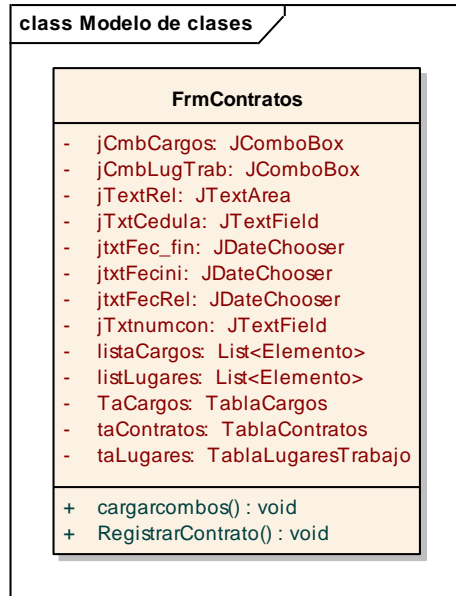 class Modelo de clases
FrmContratos
- jCmbCargos: JComboBox
- jCmbLugTrab: JComboBox
- jTextRel: JTextArea
- jTxtCedula: JTextField
- jtxtFec_fin: JDateChooser
- jtxtFecini: JDateChooser
- jtxtFecRel: JDateChooser
- jTxtnumcon: JTextField
- listaCargos: List<Elemento>
- listLugares: List<Elemento>
- TaCargos: TablaCargos
- taContratos: TablaContratos
- taLugares: TablaLugaresTrabajo
+ cargarcombos() : void
+ RegistrarContrato() : void